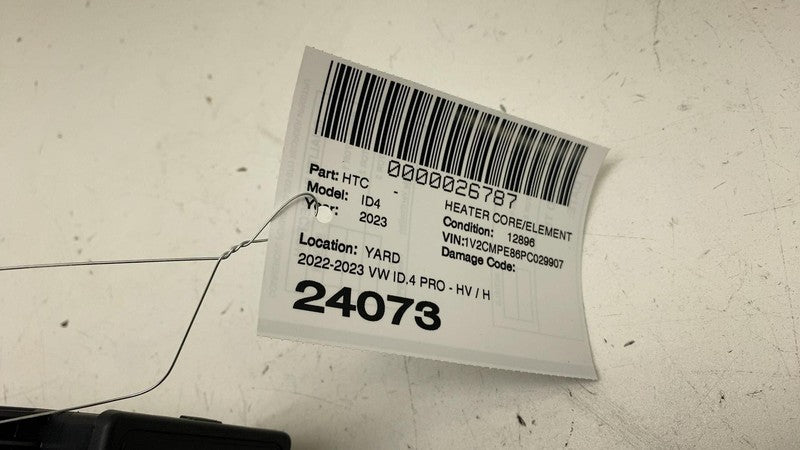 0000026787
Part: HTC - HEATER CORE/ELEMENT
Model: ID4 Condition: 12896
Year: 2023 VIN:1V2CMPE86PC029907
Damage Code:
Location: YARD
2022-2023 VW ID.4 PRO - HV / H
24073